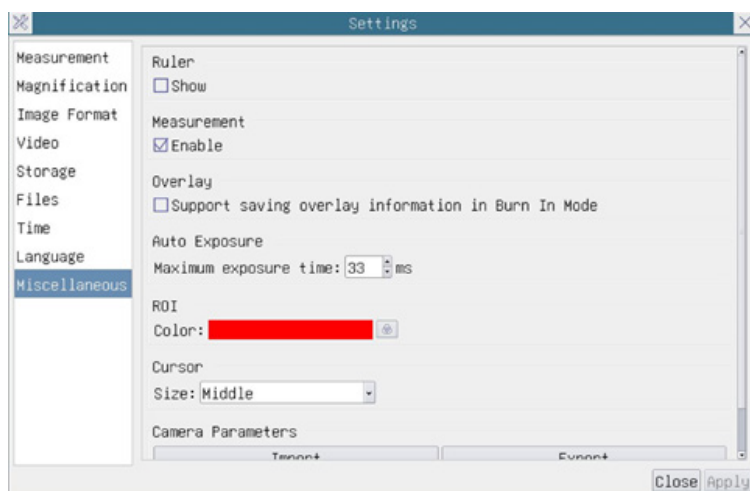 Settings
Measurement
Magnification
Image Format
Video
Storage
Files
Time
Language
Miscellaneous
Ruler
Show
Measurement
Enable
Overlay
Support saving overlay information in Burn In Mode
Auto Exposure
Maximum exposure time: 33 ms
ROI
Color:
Cursor
Size: Middle
Camera Parameters
Import Export
Close Apply